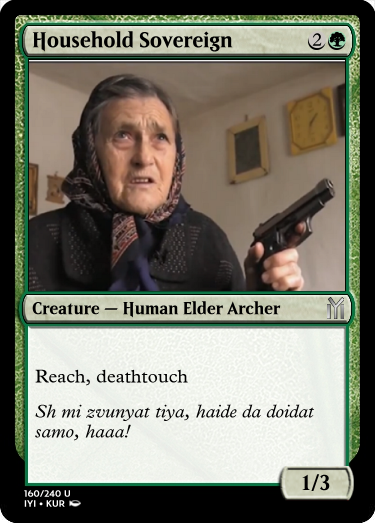 Household Sovereign 2
Creature — Human Elder Archer
Reach, deathtouch
Sh mi zvunyat tiya, haide da doidat
samo, haaa!
1/3
160/240 U
IYI • KUR